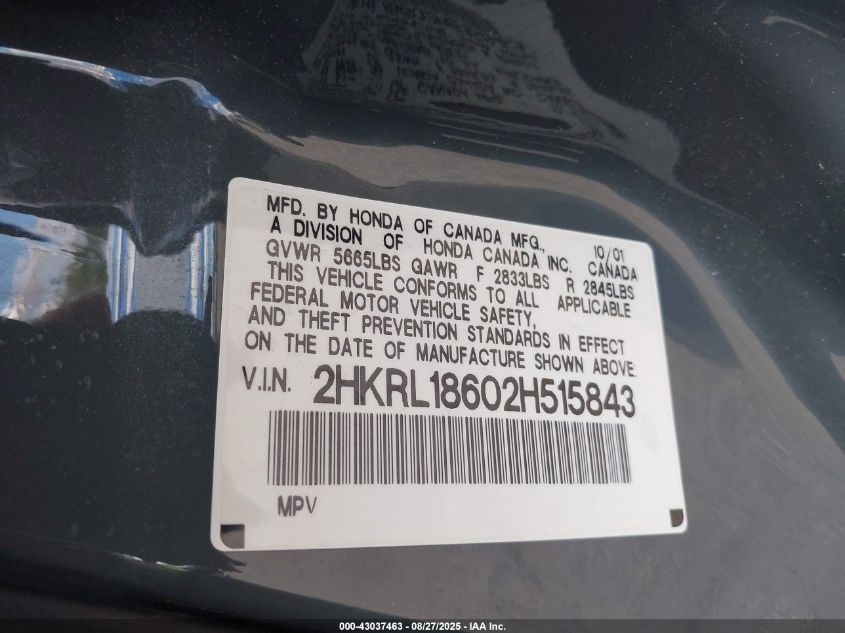 MFD. BY HONDA OF CANADA MFG., 10/01
A DIVISION OF HONDA CANADA INC. CANADA
GVWR 5665LBS GAWR F 2833LBS R 2845LBS
THIS VEHICLE CONFORMS TO ALL APPLICABLE
FEDERAL MOTOR VEHICLE SAFETY,
AND THEFT PREVENTION STANDARDS IN EFFECT
ON THE DATE OF MANUFACTURE SHOWN ABOVE
V.I.N. 2HKRL18602H515843
MPV
000-43037463 - 08/27/2025 - IAA Inc.